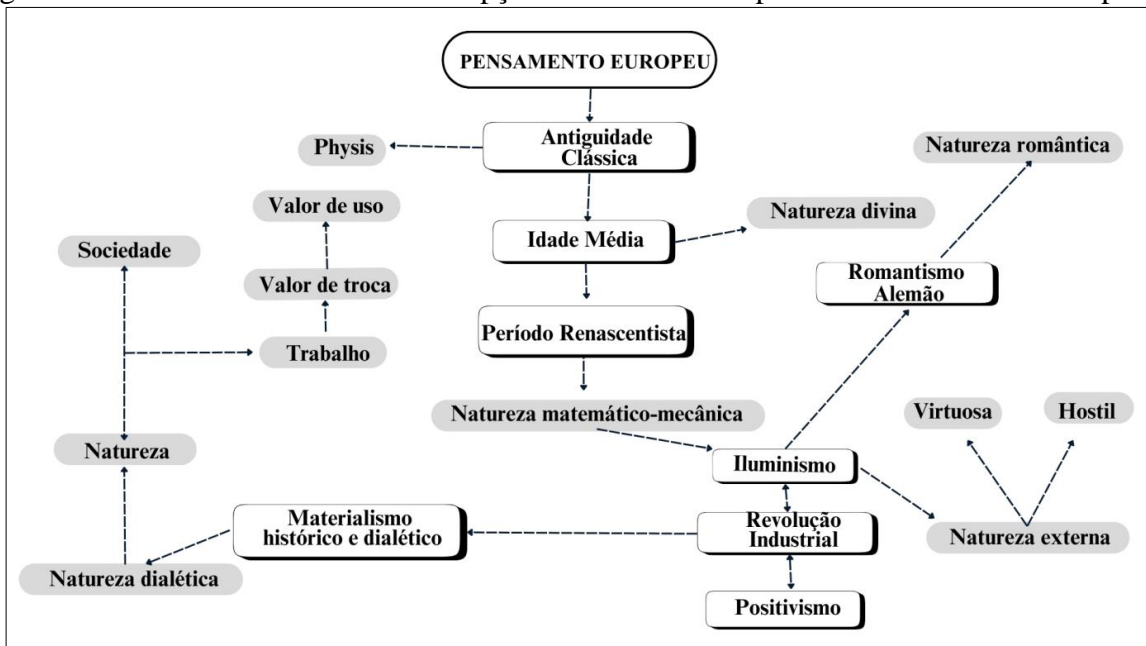 PENSAMENTO EUROPEU
Antiguidade
Clássica
Physis
Natureza romântica
Valor de uso
Natureza divina
Idade Média
Sociedade
Romantismo
Alemão
Valor de troca
Período Renascentista
Trabalho
Natureza matemático-mecânica
Virtuosa
Hostil
Natureza
Iluminismo
Materialismo
histórico e dialético
Revolução
Industrial
Natureza externa
Natureza dialética
Positivismo